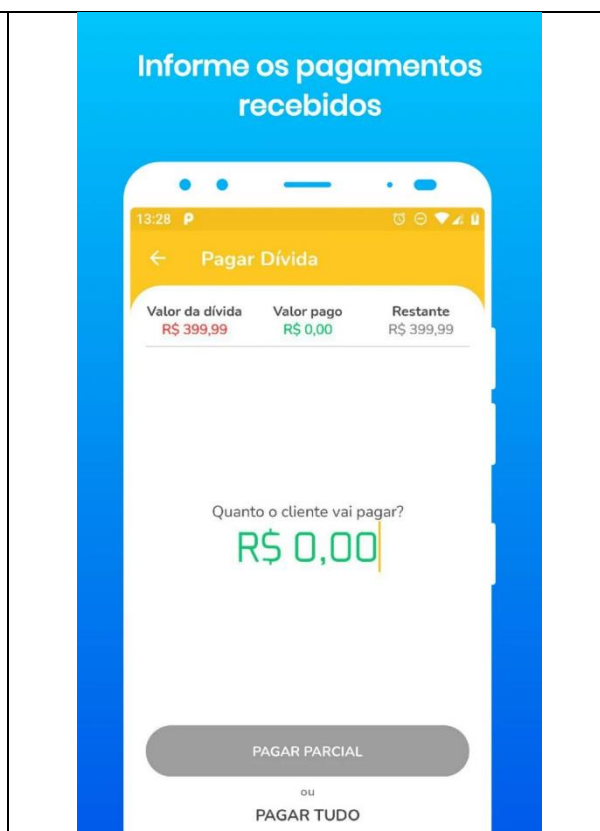 Informe os pagamentos
recebidos
13:28 P
Pagar Dívida
Valor da dívida Valor pago Restante
R$ 399,99 R$ 0,00 R$ 399,99
Quanto o cliente vai pagar?
R$ 0,00
PAGAR PARCIAL
ou
PAGAR TUDO